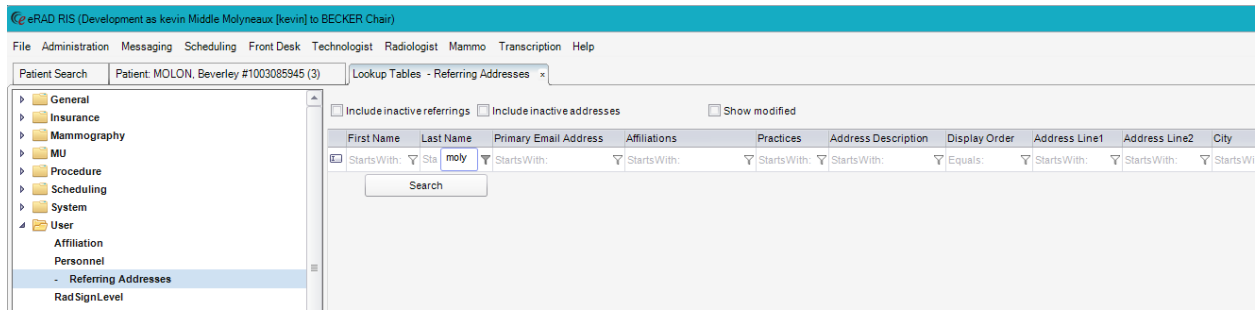 eRAD RIS (Development as kevin Middle Molyneaux [kevin] to BECKER Chair)
File Administration Messaging Scheduling Front Desk Technologist Radiologist Mammo Transcription Help
Patient Search Patient: MOLON, Beverley #1003085945 (3) Lookup Tables - Referring Addresses ×
General
Insurance
Mammography
MU
Procedure
Scheduling
System
User
Affiliation
Personnel
- Referring Addresses
RadSignLevel
Include inactive referrings Include inactive addresses Show modified
First Name Last Name Primary Email Address Affiliations Practices Address Description Display Order Address Line1 Address Line2 City
StartsWith: Sta moly StartsWith: StartsWith: StartsWith: StartsWith: Equals: StartsWith: StartsWith: StartsWi
Search